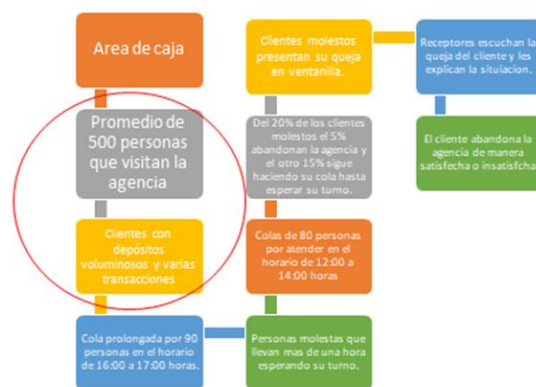 Area de caja
Promedio de
500 personas
que visitan la
agencia
Clientes con
depósitos
voluminosos y varias
transacciones
Cola prolongada por 90
personas en el horario
de 16:00 a 17:00 horas.
Personas molestas que
llevan mas de una hora
esperando su turno.
Colas de 80 personas
por atender en el
horario de 12:00 a
14:00 horas
Del 20% de los clientes
molestos el 5%
abandonan la agencia y
el otro 15% sigue
haciendo su cola hasta
esperar su turno.
Clientes molestos
presentan su queja
en ventanilla.
Receptores escuchan la
queja del cliente y les
explican la situiacion.
El cliente abandona la
agencia de manera
satisfecha o insatisfcha